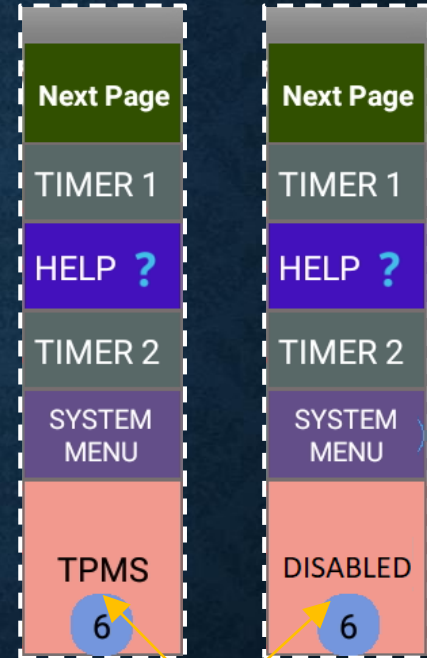 Next Page
TIMER 1
HELP ?
TIMER 2
SYSTEM
MENU
TPMS
6
Next Page
TIMER 1
HELP ?
TIMER 2
SYSTEM
MENU
DISABLED
6